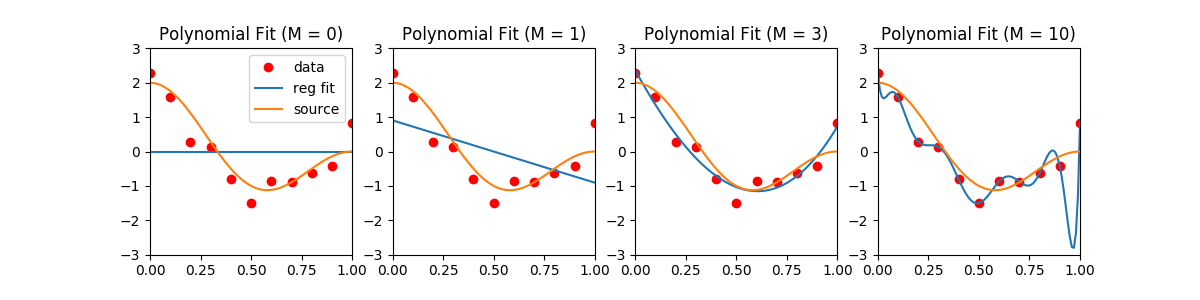 Polynomial Fit (M = 0)
data
reg fit
source
3
2
1
0
−1
−2
−3
0.00 0.25 0.50 0.75 1.00
Polynomial Fit (M = 1)
3
2
1
0
−1
−2
−3
0.00 0.25 0.50 0.75 1.00
Polynomial Fit (M = 3)
3
2
1
0
−1
−2
−3
0.00 0.25 0.50 0.75 1.00
Polynomial Fit (M = 10)
3
2
1
0
−1
−2
−3
0.00 0.25 0.50 0.75 1.00